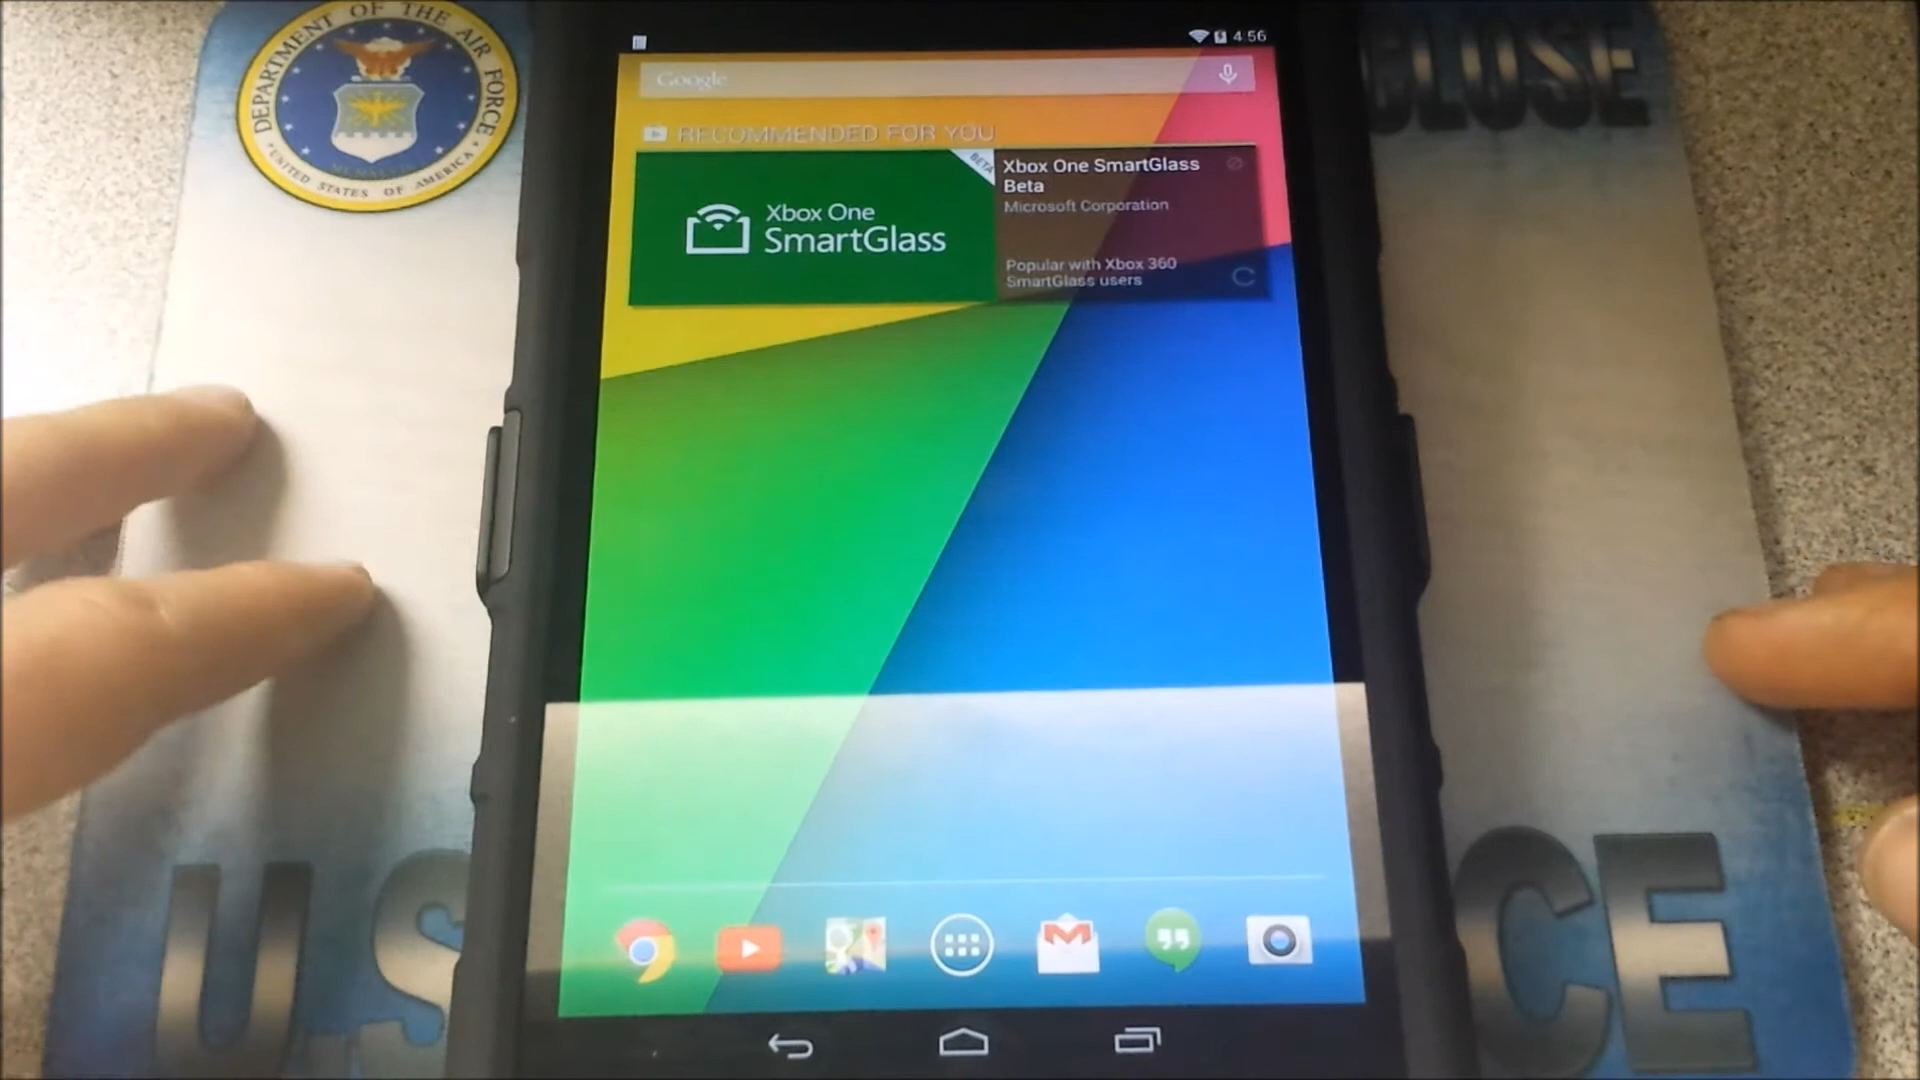 DEPARTMENT OF THE AIR FORCE
UNITED STATES OF AMERICA
CLOSE
4:56
Google
RECOMMENDED FOR YOU
BETA
Xbox One
SmartGlass
Xbox One SmartGlass
Beta
Microsoft Corporation
Popular with Xbox 360
SmartGlass users
U.S
CE